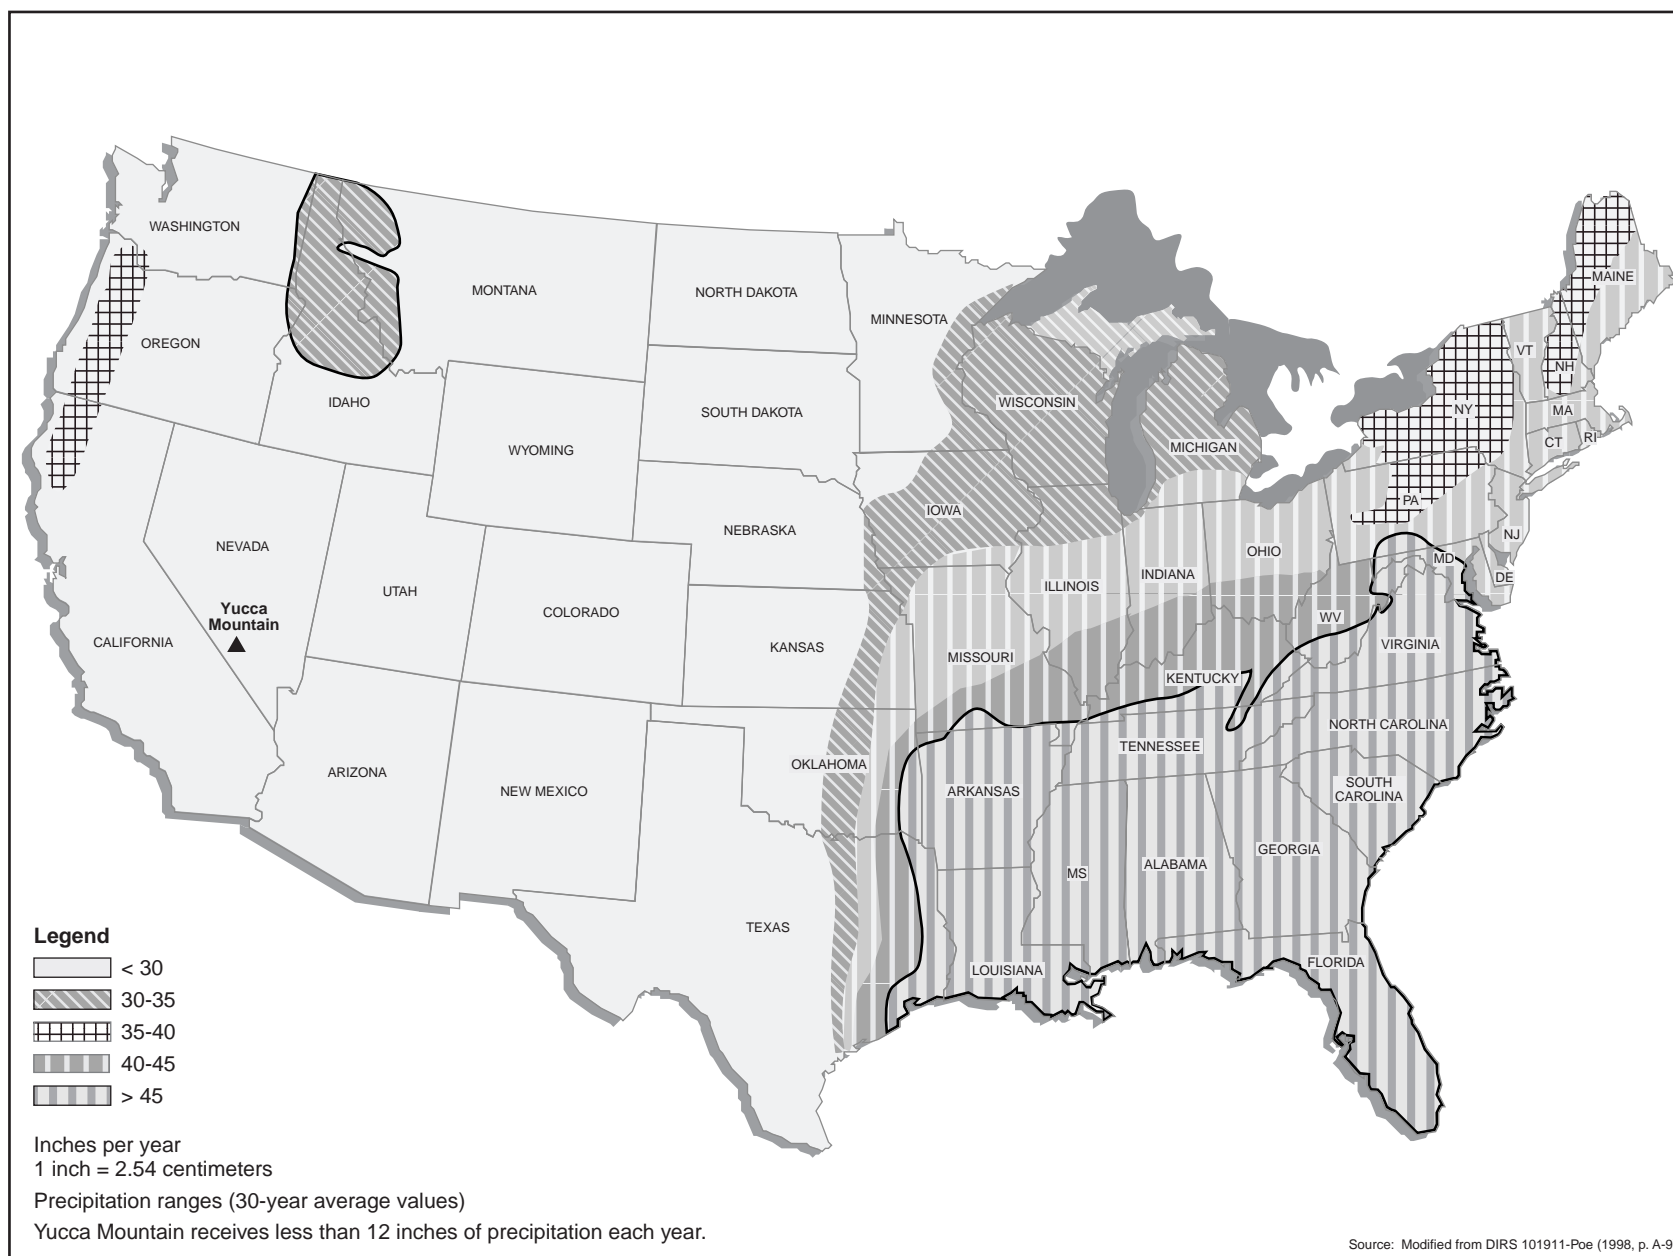 WASHINGTON
MONTANA
NORTH DAKOTA
MINNESOTA
MAINE
OREGON
VT
NH
IDAHO
SOUTH DAKOTA
WISCONSIN
NY
MA
WYOMING
MICHIGAN
CT
RI
IOWA
PA
NEBRASKA
NEVADA
OHIO
NJ
MD
UTAH
COLORADO
ILLINOIS
INDIANA
DE
Yucca
Mountain
CALIFORNIA
KANSAS
MISSOURI
WV
VIRGINIA
KENTUCKY
NORTH CAROLINA
TENNESSEE
OKLAHOMA
ARIZONA
NEW MEXICO
ARKANSAS
SOUTH
CAROLINA
MS
ALABAMA
GEORGIA
TEXAS
LOUISIANA
FLORIDA
Legend
< 30
30-35
35-40
40-45
> 45
Inches per year
1 inch = 2.54 centimeters
Precipitation ranges (30-year average values)
Yucca Mountain receives less than 12 inches of precipitation each year.
Source: Modified from DIRS 101911-Poe (1998, p. A-9